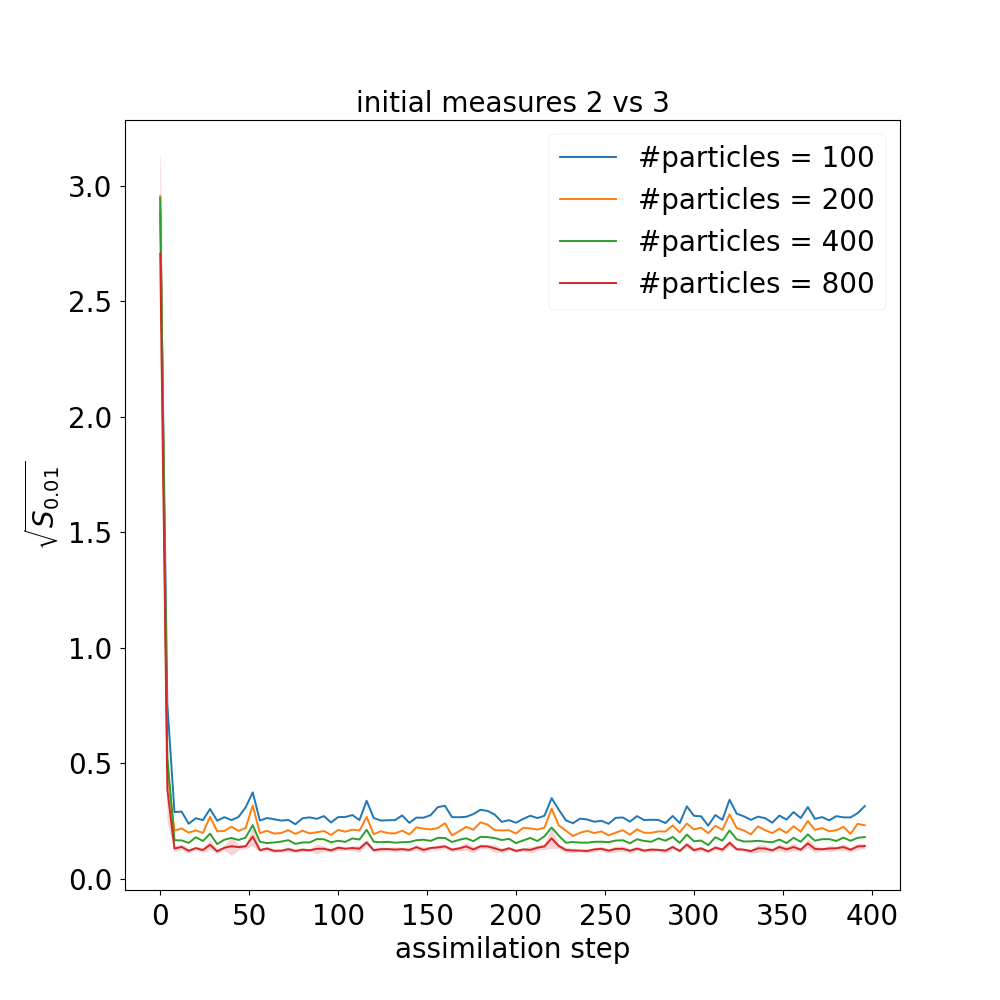 initial measures 2 vs 3
#particles = 100
#particles = 200
#particles = 400
#particles = 800
3.0
2.5
2.0
1.5
1.0
0.5
0.0
√S0.01
0 50 100 150 200 250 300 350 400
assimilation step